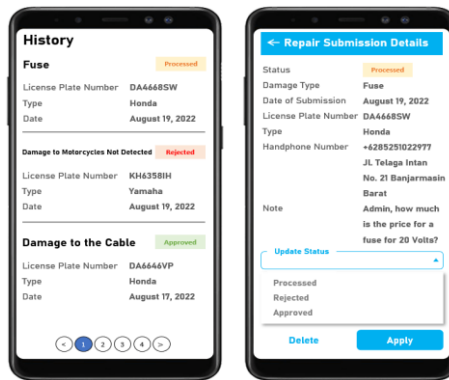 History
Fuse Processed
License Plate Number DA4668SW
Type Honda
Date August 19, 2022
Damage to Motorcycles Not Detected Rejected
License Plate Number KH6358IH
Type Yamaha
Date August 19, 2022
Damage to the Cable Approved
License Plate Number DA6646VP
Type Honda
Date August 17, 2022
< 1 2 3 4 >
← Repair Submission Details
Status Processed
Damage Type Fuse
Date of Submission August 19, 2022
License Plate Number DA4668SW
Type Honda
Handphone Number +6285251022977
JL Telaga Intan
No. 21 Banjarmasin
Barat
Note Admin, how much
is the price for a
fuse for 20 Volts?
Update Status
Processed
Rejected
Approved
Delete Apply